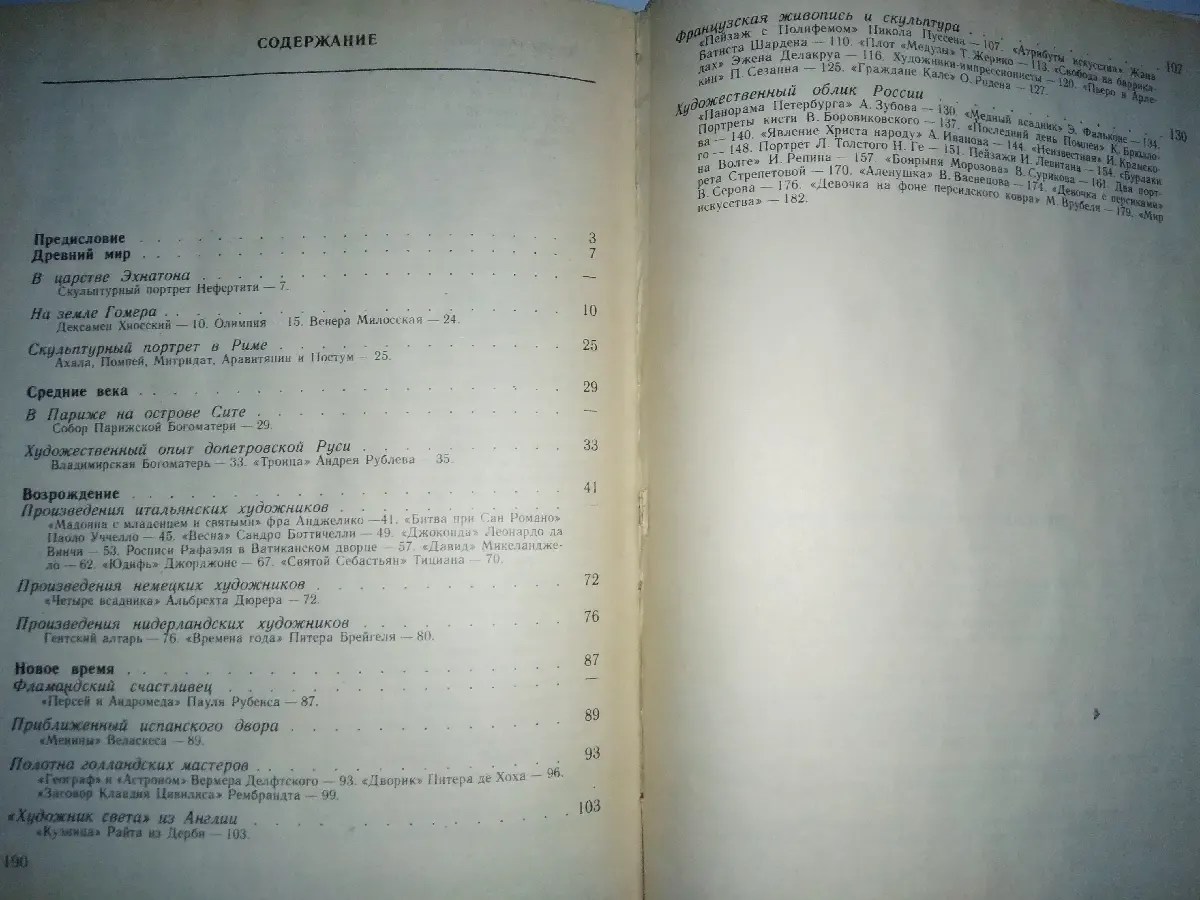 СОДЕРЖАНИЕ
Предисловие . . . . . . . . . . . . . . . . . . . . 3
Древний мир . . . . . . . . . . . . . . . . . . . . 7
В царстве Эхнатона . . . . . . . . . . . . . . . . . —
Скульптурный портрет Нефертити — 7.
На земле Гомера . . . . . . . . . . . . . . . . . . 10
Дексамен Хиосский — 10. Олимпия 15. Венера Милосская — 24.
Скульптурный портрет в Риме . . . . . . . . . . . . 25
Ахала, Помпей, Митридат, Аравитянин и Постум — 25.
Средние века . . . . . . . . . . . . . . . . . . . 29
В Париже на острове Сите . . . . . . . . . . . . . . —
Собор Парижской Богоматери — 29.
Художественный опыт допетровской Руси . . . . . . . 33
Владимирская Богоматерь — 33. «Троица» Андрея Рублева 35.
Возрождение . . . . . . . . . . . . . . . . . . . . 41
Произведения итальянских художников . . . . . . . . —
«Мадонна с младенцем и святыми» фра Анджелико —41. «Битва при Сан Романо»
Паоло Уччелло — 45. «Весна» Сандро Боттичелли — 49. «Джоконда» Леонардо да
Винчи — 53. Росписи Рафаэля в Ватиканском дворце — 57. «Давид» Микеландже-
ло — 62. «Юдифь» Джорджоне — 67. «Святой Себастьян» Тициана — 70.
Произведения немецких художников . . . . . . . . . . 72
«Четыре всадника» Альбрехта Дюрера — 72.
Произведения нидерландских художников . . . . . . . 76
Гентский алтарь — 76. «Времена года» Питера Брейгеля — 80.
Новое время . . . . . . . . . . . . . . . . . . . . 87
Фламандский счастливец . . . . . . . . . . . . . . . —
«Персей и Андромеда» Пауля Рубенса — 87.
Приближенный испанского двора . . . . . . . . . . . 89
«Менины» Веласкеса — 89.
Полотна голландских мастеров . . . . . . . . . . . . 93
«Географ» и «Астроном» Вермера Делфтского — 93. «Дворик» Питера де Хоха — 96.
«Заговор Клавдия Цивилиса» Рембрандта — 99.
«Художник света» из Англии . . . . . . . . . . . . . 103
«Кузница» Райта из Дерби — 103.
190
Французская живопись и скульптура . . . . . . . . . 107
«Пейзаж с Полифемом» Никола Пуссена — 107. «Атрибуты искусств» Жана
Батиста Шардена — 110. «Плот «Медузы» Т. Жерико — 113. «Свобода на баррика-
дах» Эжена Делакруа — 116. Художники-импрессионисты — 120. «Пьеро и Арле-
кин» П. Сезанна — 125. «Граждане Кале» О. Родена — 127.
Художественный облик России . . . . . . . . . . . . 130
«Панорама Петербурга» А. Зубова — 130. «Медный всадник» Э. Фальконе — 134.
Портреты кисти В. Боровиковского — 137. «Последний день Помпеи» К. Брюлло-
ва — 140. «Явление Христа народу» А. Иванова — 144. «Неизвестная» И. Крамско-
го — 148. Портрет Л. Толстого Н. Ге — 151. Пейзажи И. Левитана — 154. «Бурлаки
на Волге» И. Репина — 157. «Боярыня Морозова» В. Сурикова — 161. Два порт-
рета Стрепетовой — 170. «Аленушка» В. Васнецова — 174. «Девочка с персиками»
В. Серова — 176. «Девочка на фоне персидского ковра» М. Врубеля — 179. «Мир
искусства» — 182.